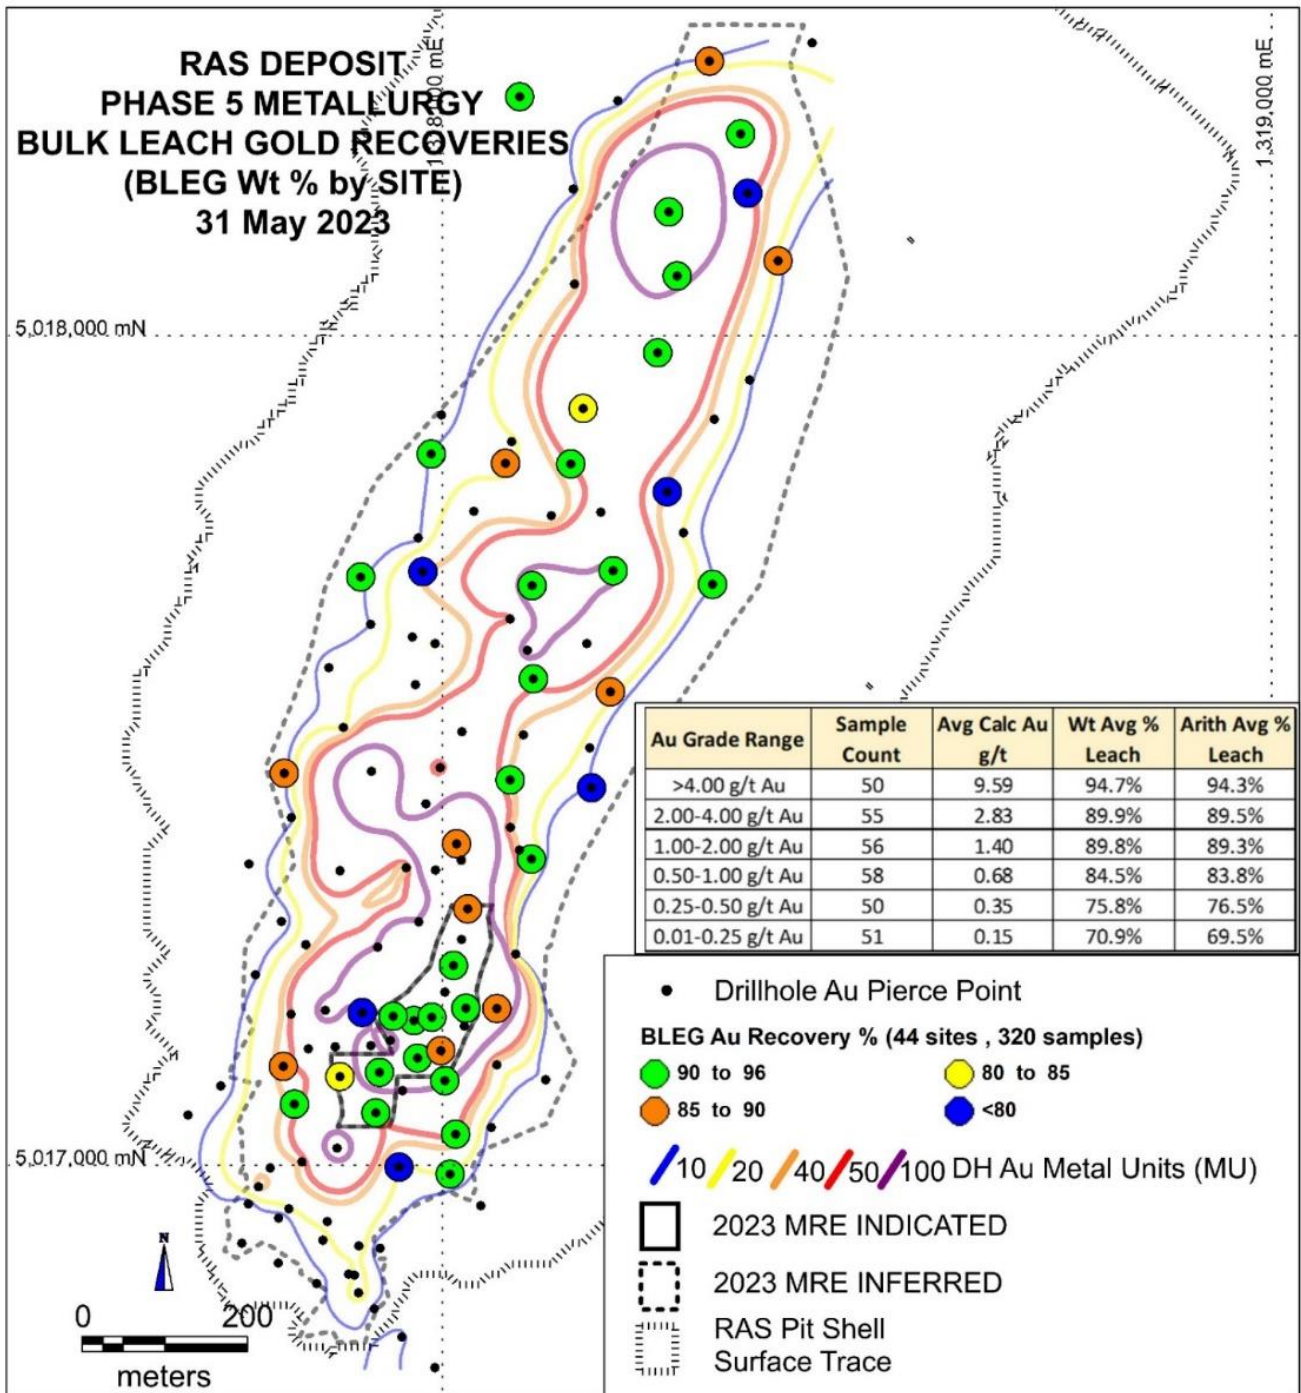 RAS DEPOSIT
PHASE 5 METALLURGY
BULK LEACH GOLD RECOVERIES
(BLEG Wt % by SITE)
31 May 2023
1,319,000 mE
5,018,000 mN
Au Grade Range Sample Count Avg Calc Au g/t Wt Avg % Leach Arith Avg % Leach
>4.00 g/t Au 50 9.59 94.7% 94.3%
2.00-4.00 g/t Au 55 2.83 89.9% 89.5%
1.00-2.00 g/t Au 56 1.40 89.8% 89.3%
0.50-1.00 g/t Au 58 0.68 84.5% 83.8%
0.25-0.50 g/t Au 50 0.35 75.8% 76.5%
0.01-0.25 g/t Au 51 0.15 70.9% 69.5%
Drillhole Au Pierce Point
BLEG Au Recovery % (44 sites , 320 samples)
90 to 96 80 to 85
85 to 90 <80
5,017,000 mN
10 20 40 50 100 DH Au Metal Units (MU)
2023 MRE INDICATED
2023 MRE INFERRED
RAS Pit Shell
Surface Trace
N
0 200
meters